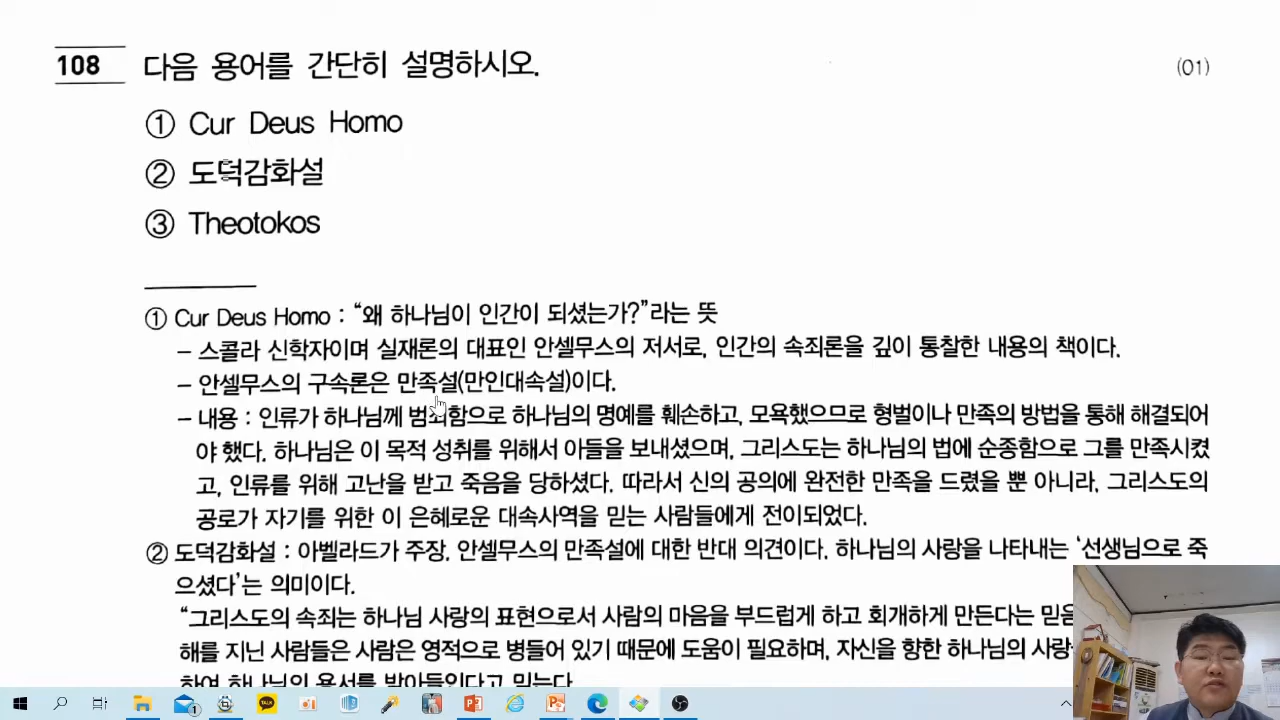 108 다음 용어를 간단히 설명하시오. (01)
① Cur Deus Homo
② 도덕감화설
③ Theotokos
① Cur Deus Homo : “왜 하나님이 인간이 되셨는가?”라는 뜻
– 스콜라 신학자이며 실재론의 대표인 안셀무스의 저서로, 인간의 속죄론을 깊이 통찰한 내용의 책이다.
– 안셀무스의 구속론은 만족설(만인대속설)이다.
– 내용 : 인류가 하나님께 범죄함으로 하나님의 명예를 훼손하고, 모욕했으므로 형벌이나 만족의 방법을 통해 해결되어
야 했다. 하나님은 이 목적 성취를 위해서 아들을 보내셨으며, 그리스도는 하나님의 법에 순종함으로 그를 만족시켰
고, 인류를 위해 고난을 받고 죽음을 당하셨다. 따라서 신의 공의에 완전한 만족을 드렸을 뿐 아니라, 그리스도의
공로가 자기를 위한 이 은혜로운 대속사역을 믿는 사람들에게 전이되었다.
② 도덕감화설 : 아벨라드가 주장, 안셀무스의 만족설에 대한 반대 의견이다. 하나님의 사랑을 나타내는 ‘선생님으로 죽
으셨다’는 의미이다.
“그리스도의 속죄는 하나님 사랑의 표현으로서 사람의 마음을 부드럽게 하고 회개하게 만든다는 믿음
해를 지닌 사람들은 사람은 영적으로 병들어 있기 때문에 도움이 필요하며, 자신을 향한 하나님의 사랑
하여 하나님의 용서를 받아들인다고 믿는다
TALK
1